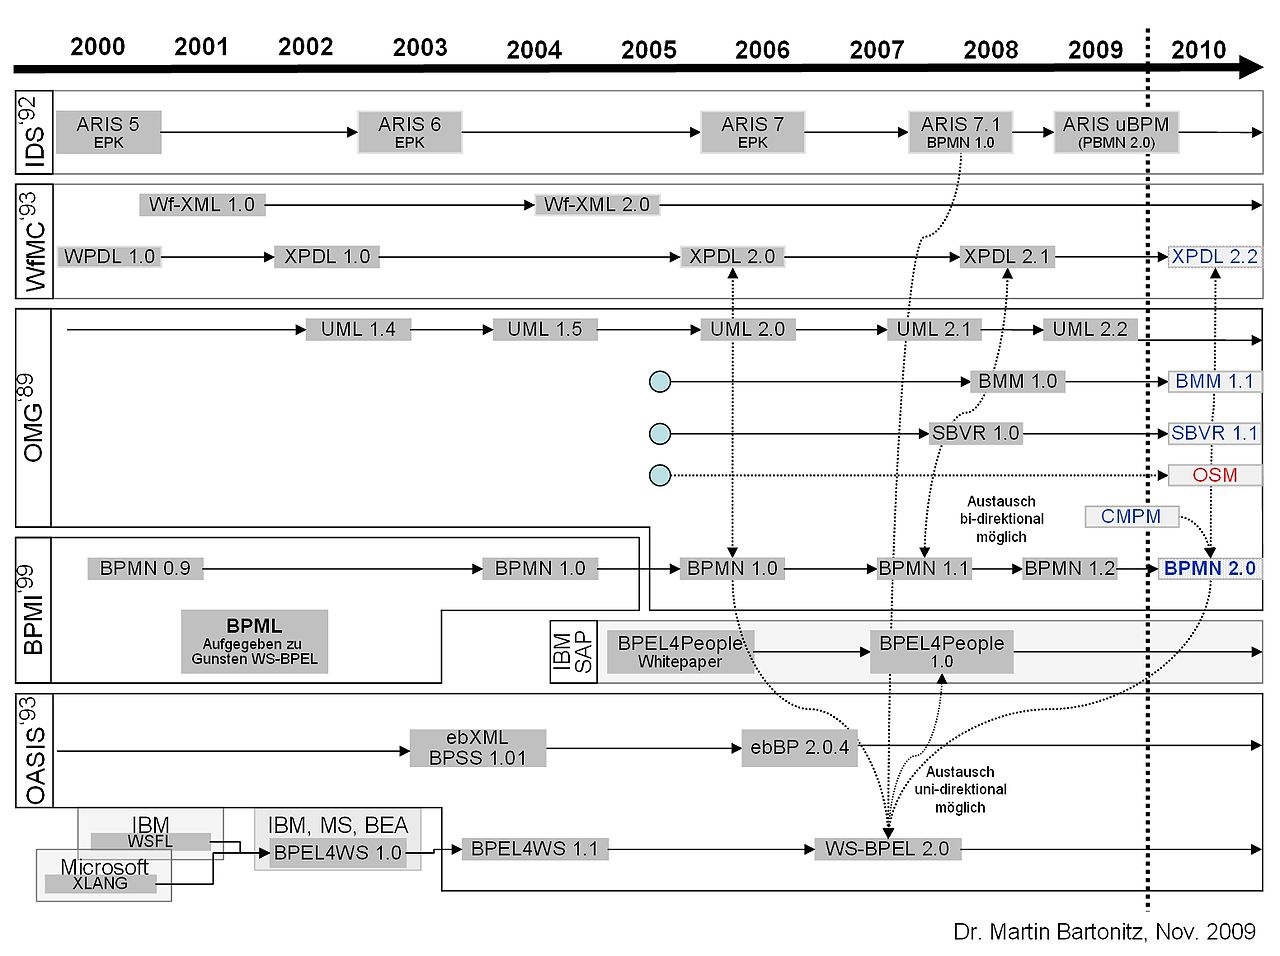 2000 2001 2002 2003 2004 2005 2006 2007 2008 2009 2010
IDS‘92
ARIS 5 ARIS 6 ARIS 7 ARIS 7.1 ARIS uBPM
EPK EPK EPK BPMN 1.0 (PBMN 2.0)
WfMC‘93
Wf-XML 1.0 Wf-XML 2.0
WPDL 1.0 XPDL 1.0 XPDL 2.0 XPDL 2.1 XPDL 2.2
OMG‘89
UML 1.4 UML 1.5 UML 2.0 UML 2.1 UML 2.2
BMM 1.0 BMM 1.1
SBVR 1.0 SBVR 1.1
OSM
Austausch
bi-direktional
möglich
CMPM
BPMI‘99
BPMN 0.9 BPMN 1.0 BPMN 1.0 BPMN 1.1 BPMN 1.2 BPMN 2.0
BPML
Aufgegeben zu
Gunsten WS-BPEL
IBM
SAP
BPEL4People BPEL4People
Whitepaper 1.0
OASIS‘93
ebXML
BPSS 1.01
ebBP 2.0.4
Austausch
uni-direktional
möglich
IBM
WSFL
Microsoft
XLANG
IBM, MS, BEA
BPEL4WS 1.0
BPEL4WS 1.1 WS-BPEL 2.0
Dr. Martin Bartonitz, Nov. 2009